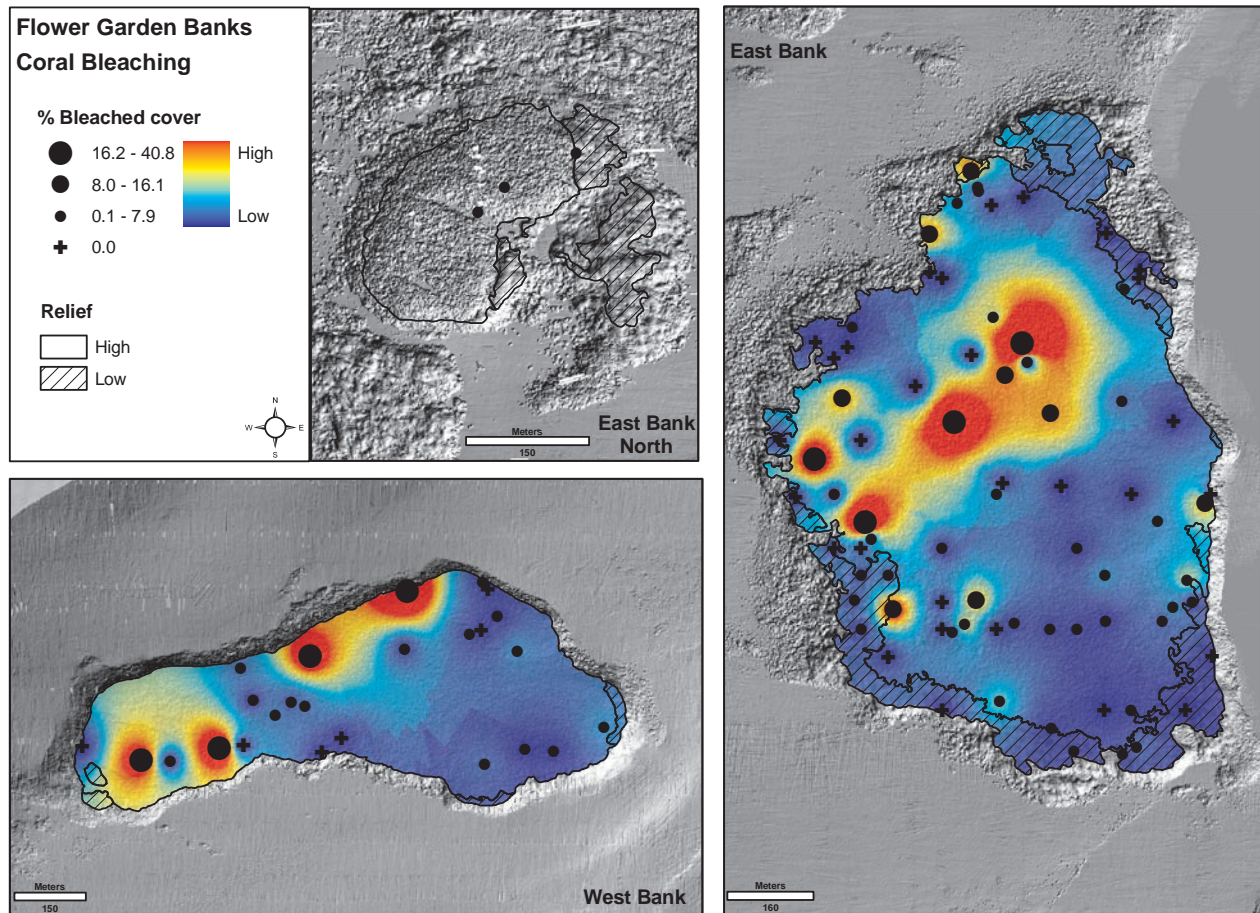 Flower Garden Banks
Coral Bleaching
% Bleached cover
16.2 - 40.8
8.0 - 16.1
0.1 - 7.9
0.0
High
Low
Relief
High
Low
N
W
E
S
East Bank
North
Meters
150
East Bank
Meters
160
West Bank
Meters
150